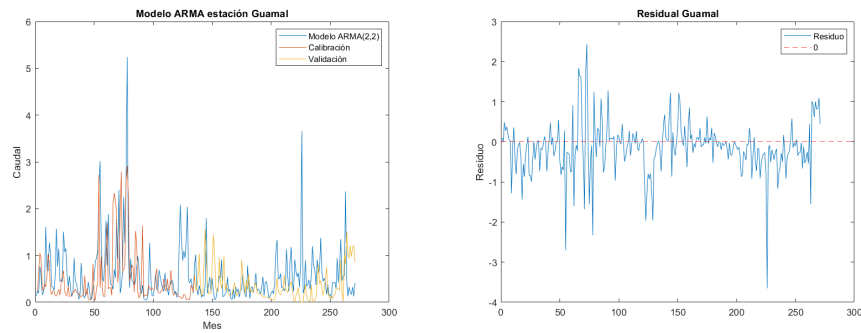 Modelo ARMA estación Guamal
Modelo ARMA(2,2)
Calibración
Validación
Caudal
6
5
4
3
2
1
0
0 50 100 150 200 250 300
Mes
Residual Guamal
Residuo
0
Residuo
3
2
1
0
-1
-2
-3
-4
0 50 100 150 200 250 300